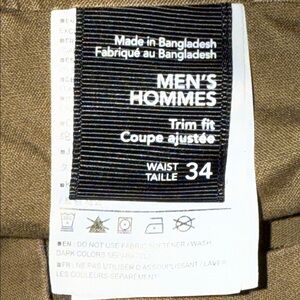 Made in Bangladesh
Fabriqué au Bangladesh
MEN'S
HOMMES
Trim fit
Coupe ajustée
WAIST
TAILLE 34
EN: DO NOT USE FABRIC SOFTENER / WASH
DARK COLORS SEPARATELY
FR: NE PAS UTILISER D'ASSOUPLISSANT / LAVER
LES COULEURS SÉPARÉMENT